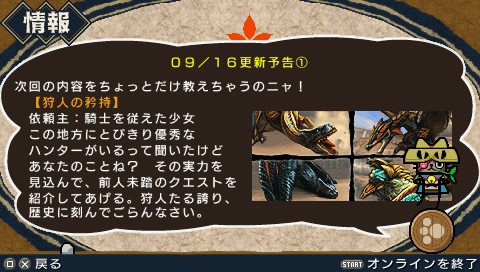 情報
09/16更新予告①
次回の内容をちょっとだけ教えちゃうのニャ！
【狩人の矜持】
依頼主：騎士を従えた少女
この地方にとびきり優秀な
ハンターがいるって聞いたけど
あなたのことね？　その実力を
見込んで、前人未踏のクエストを
紹介してあげる。狩人たる誇り、
歴史に刻んでごらんなさい。
戻る
START オンラインを終了